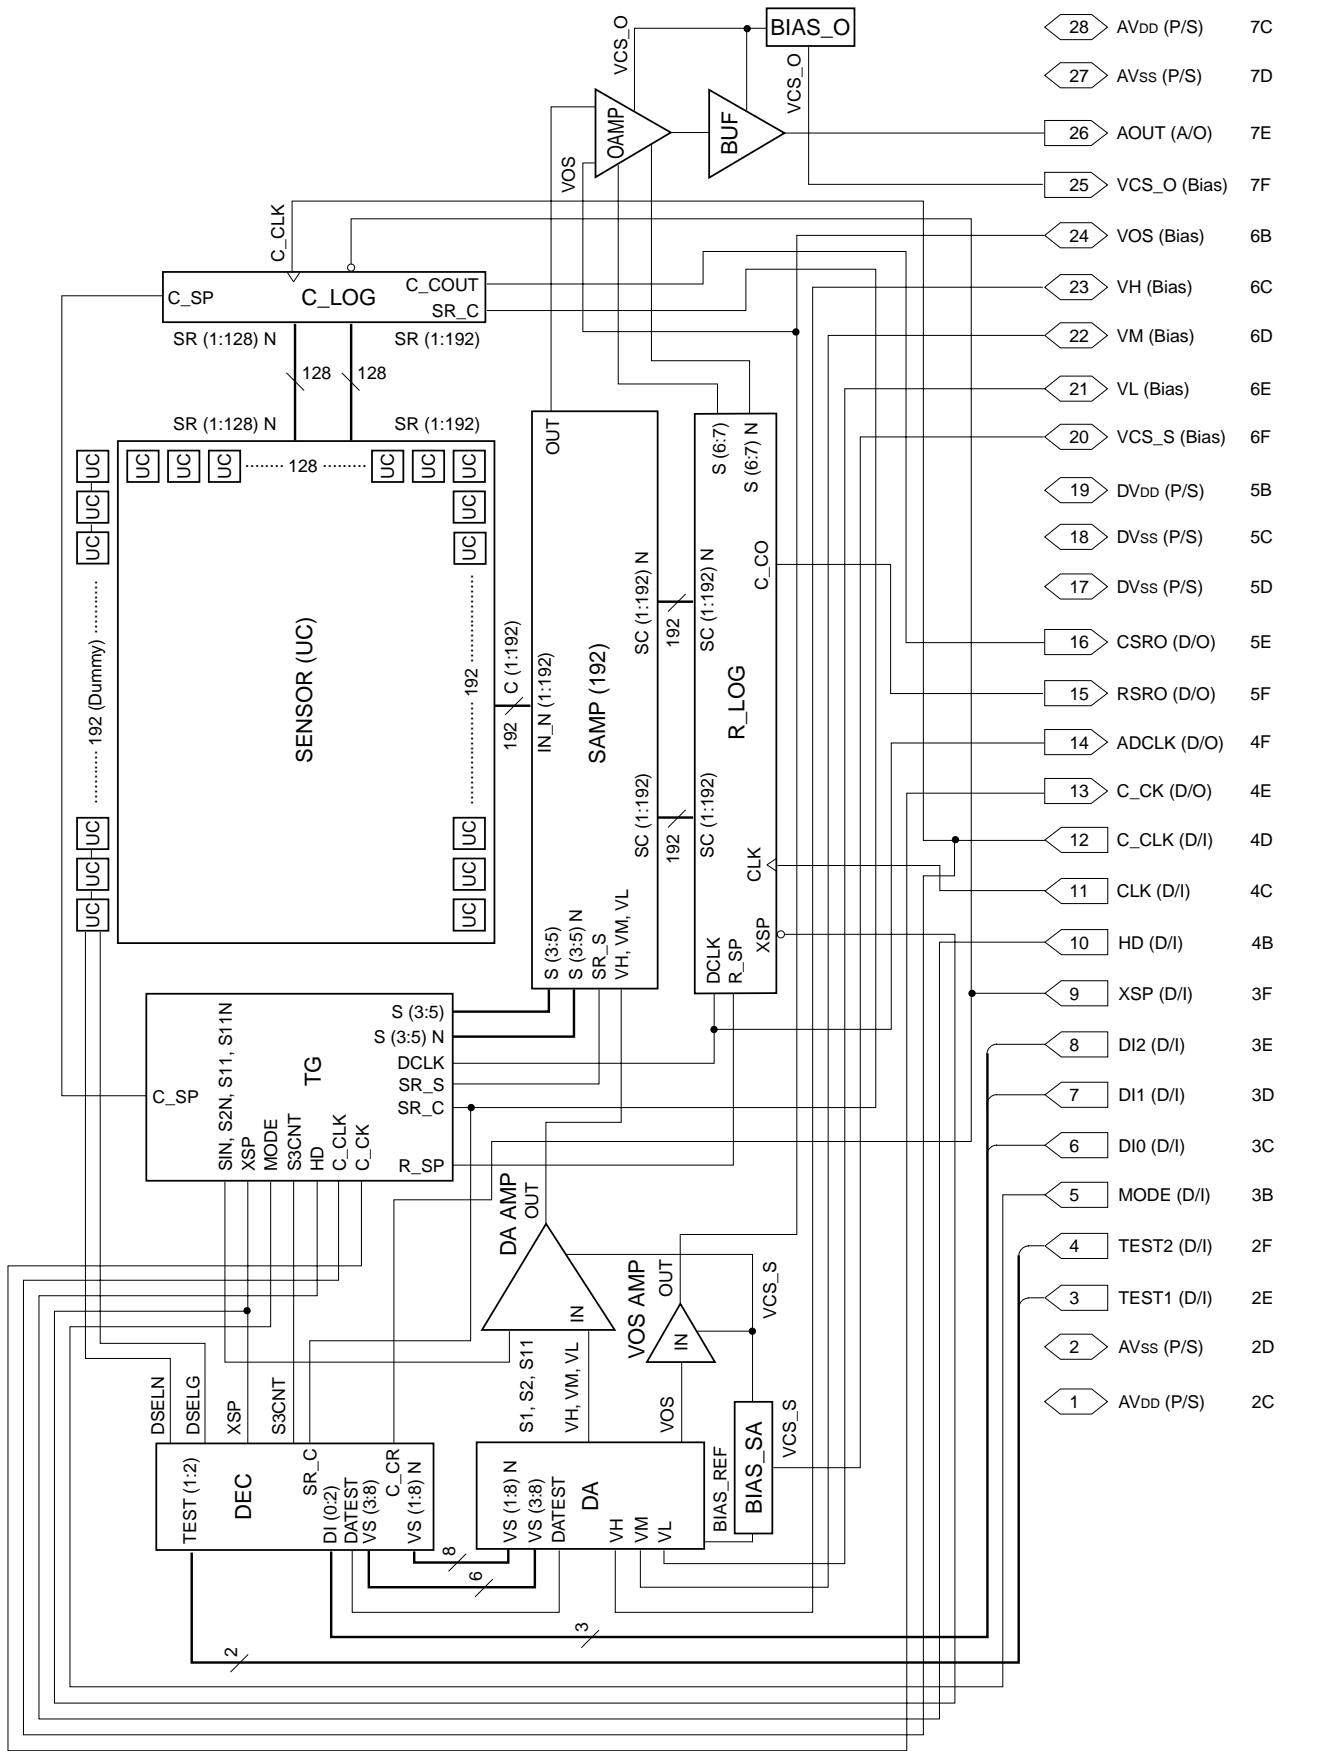 BIAS_O
VCS_O
VCS_O
OAMP
BUF
VOS
C_CLK
C_SP
C_LOG
C_COUT
SR_C
SR (1:128) N
SR (1:192)
128
128
SR (1:128) N
SR (1:192)
UC
UC UC UC ········ 128 ········· UC UC UC
UC
UC
UC
UC
········ 192 (Dummy) ········
SENSOR (UC)
········· 192 ·········
UC
UC
UC
UC
UC
UC
192
C (1:192)
OUT
IN_N (1:192)
SAMP (192)
SC (1:192) N
SC (1:192)
S (3:5)
S (3:5) N
SR_S
VH, VM, VL
192
192
S (6:7)
S (6:7) N
SC (1:192) N
C_CO
R_LOG
SC (1:192)
CLK
XSP
DCLK
R_SP
C_SP
TG
S (3:5)
S (3:5) N
DCLK
SR_S
SR_C
R_SP
SIN, S2N, S11, S11N
XSP
MODE
S3CNT
HD
C_CLK
C_CK
DA AMP
OUT
IN
VOS AMP
OUT
IN
VCS_S
S1, S2, S11
VH, VM, VL
VOS
BIAS_SA
VCS_S
BIAS_REF
DSELN
DSELG
XSP
S3CNT
TEST (1:2)
DEC
SR_C
DI (0:2)
DATEST
VS (3:8)
C_CR
VS (1:8) N
VS (1:8) N
VS (3:8)
DATEST
DA
VH
VM
VL
8
6
3
2
28 AVDD (P/S) 7C
27 AVss (P/S) 7D
26 AOUT (A/O) 7E
25 VCS_O (Bias) 7F
24 VOS (Bias) 6B
23 VH (Bias) 6C
22 VM (Bias) 6D
21 VL (Bias) 6E
20 VCS_S (Bias) 6F
19 DVDD (P/S) 5B
18 DVss (P/S) 5C
17 DVss (P/S) 5D
16 CSRO (D/O) 5E
15 RSRO (D/O) 5F
14 ADCLK (D/O) 4F
13 C_CK (D/O) 4E
12 C_CLK (D/I) 4D
11 CLK (D/I) 4C
10 HD (D/I) 4B
9 XSP (D/I) 3F
8 DI2 (D/I) 3E
7 DI1 (D/I) 3D
6 DI0 (D/I) 3C
5 MODE (D/I) 3B
4 TEST2 (D/I) 2F
3 TEST1 (D/I) 2E
2 AVss (P/S) 2D
1 AVDD (P/S) 2C